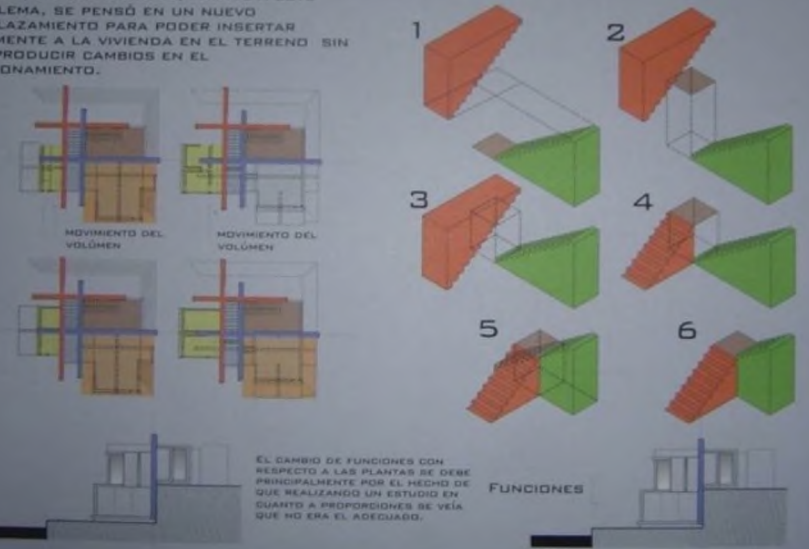 LEMA, SE PENSÓ EN UN NUEVO
LAZAMIENTO PARA PODER INSERTAR
MENTE A LA VIVIENDA EN EL TERRENO SIN
PRODUCIR CAMBIOS EN EL
ONAMIENTO.
MOVIMIENTO DEL
VOLÚMEN
MOVIMIENTO DEL
VOLÚMEN
1
2
3
4
5
6
EL CAMBIO DE FUNCIONES CON
RESPECTO A LAS PLANTAS SE DEBE
PRINCIPALMENTE POR EL HECHO DE
QUE REALIZANDO UN ESTUDIO EN
CUANTO A PROPORCIONES SE VEÍA
QUE NO ERA EL ADECUADO.
FUNCIONES